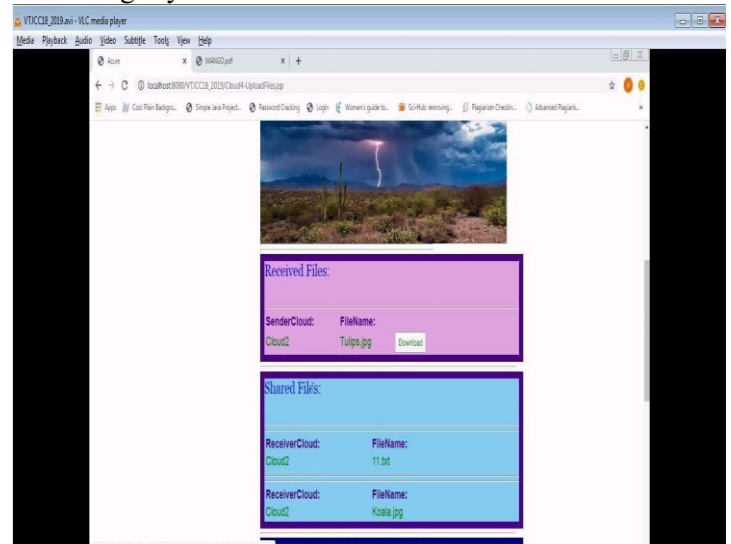 VTJCC18_2019.avi - VLC media player
Media Playback Audio Video Subtitle Tools View Help
Azure x MANGO.pdf x +
localhost:8080/VTJCC18_2019/Cloud4-UploadFiles.jsp
Apps Cool Plain Backgro... Simple Java Project... Password Cracking Login Women's guide to... Sci-Hub: removing... Plagiarism Checkin... Advanced Plagiaris... »
Received Files:
SenderCloud: FileName:
Cloud2 Tulips.jpg Download
Shared Files:
ReceiverCloud: FileName:
Cloud2 11.txt
ReceiverCloud: FileName:
Cloud2 Koala.jpg